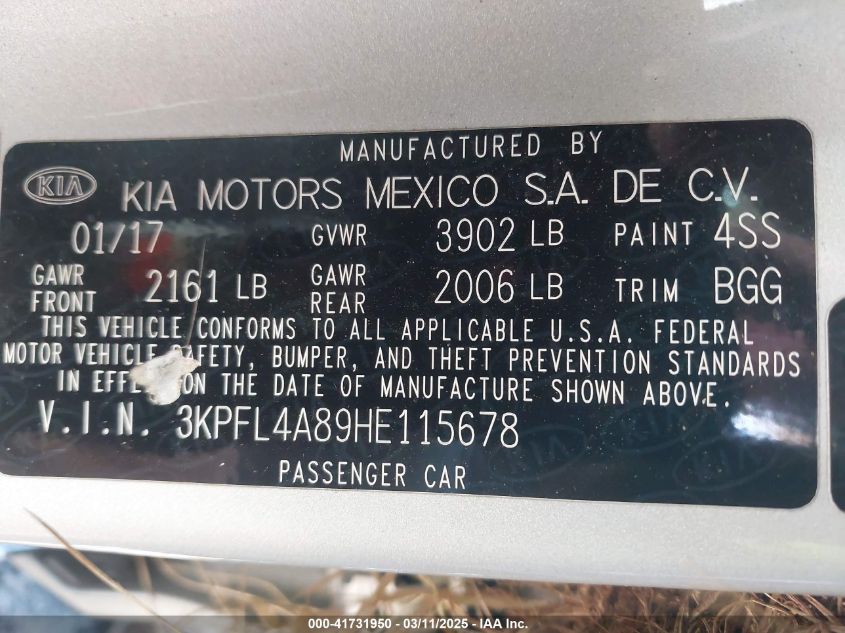 MANUFACTURED BY
KIA KIA MOTORS MEXICO S.A. DE C.V.
01/17 GVWR 3902 LB PAINT 4SS
GAWR FRONT 2161 LB GAWR REAR 2006 LB TRIM BGG
THIS VEHICLE CONFORMS TO ALL APPLICABLE U.S.A. FEDERAL
MOTOR VEHICLE SAFETY, BUMPER, AND THEFT PREVENTION STANDARDS
IN EFFECT ON THE DATE OF MANUFACTURE SHOWN ABOVE.
V.I.N. 3KPFL4A89HE115678
PASSENGER CAR
000-41731950 - 03/11/2025 - IAA Inc.